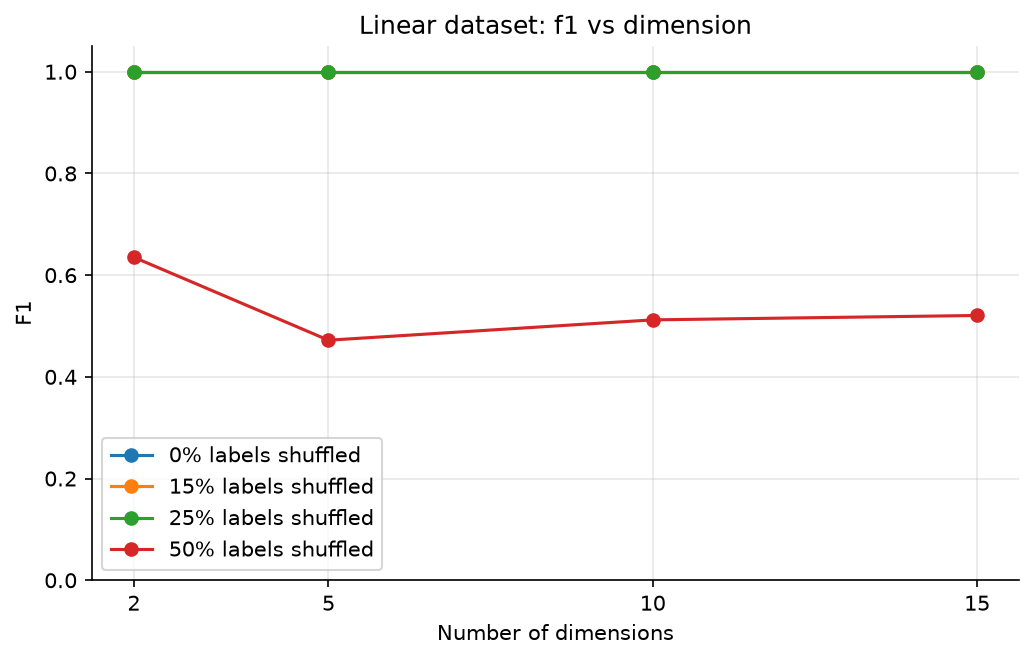 Linear dataset: f1 vs dimension
1.0
0.8
0.6
0.4
0.2
0.0
F1
0% labels shuffled
15% labels shuffled
25% labels shuffled
50% labels shuffled
2 5 10 15
Number of dimensions